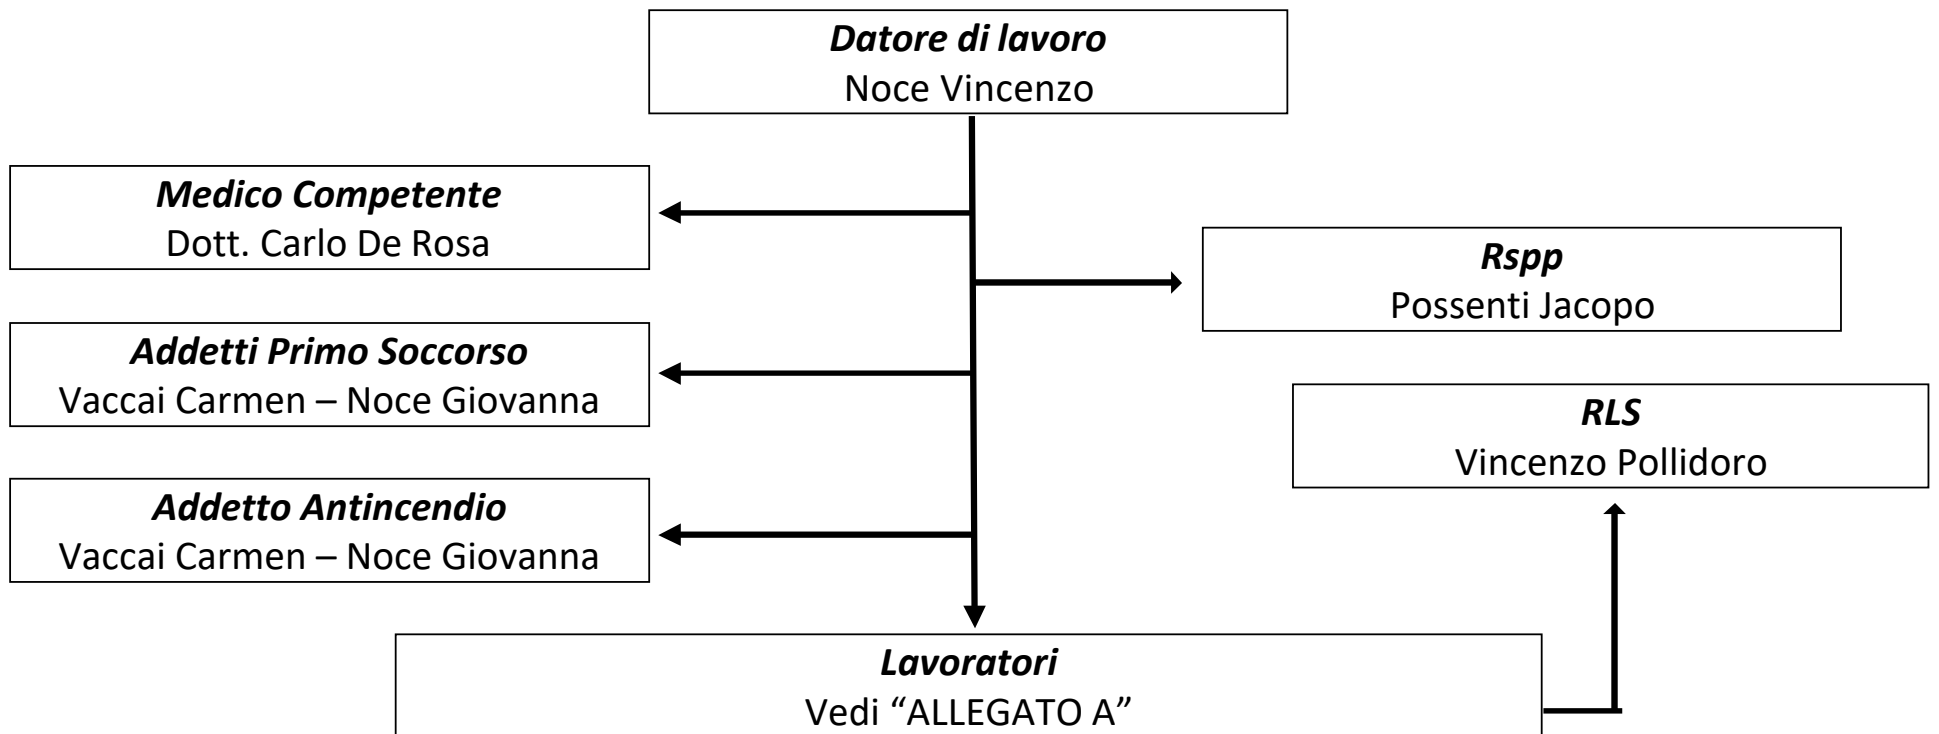 Datore di lavoro
Noce Vincenzo
Medico Competente
Dott. Carlo De Rosa
Rspp
Possenti Jacopo
Addetti Primo Soccorso
Vaccai Carmen – Noce Giovanna
RLS
Vincenzo Pollidoro
Addetto Antincendio
Vaccai Carmen – Noce Giovanna
Lavoratori
Vedi “ALLEGATO A”